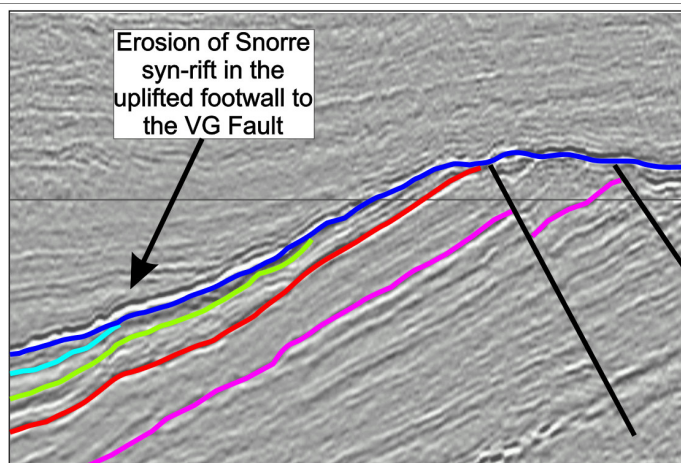 Erosion of Snorre
syn-rift in the
uplifted footwall to
the VG Fault